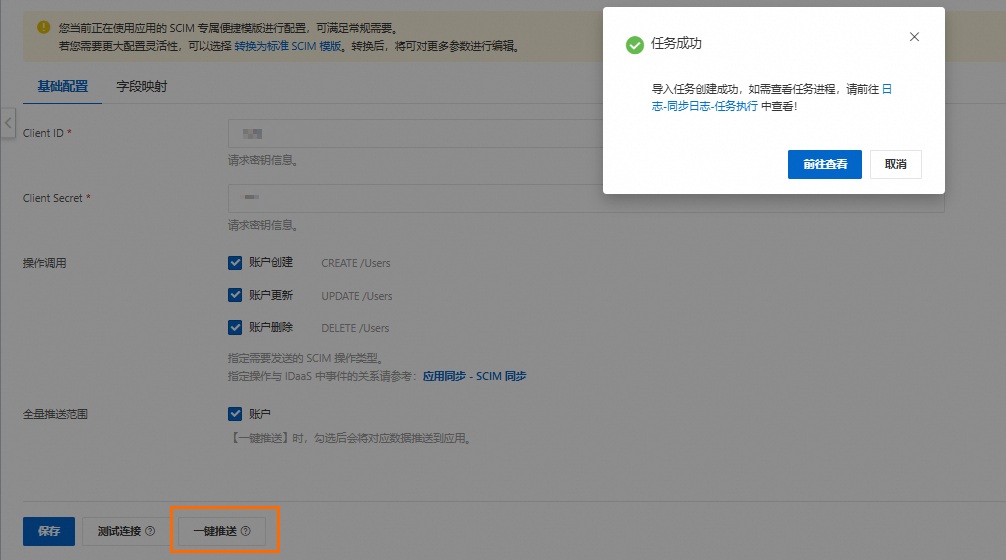 您当前正在使用应用的 SCIM 专属便捷模版进行配置，可满足常规需要。
若您需要更大配置灵活性，可以选择 转换为标准 SCIM 模版。转换后，将可对更多参数进行编辑。
任务成功
导入任务创建成功，如需查看任务进程，请前往 日
志-同步日志-任务执行 中查看！
前往查看
取消
基础配置
字段映射
Client ID *
请求密钥信息。
Client Secret *
请求密钥信息。
操作调用
账户创建 CREATE /Users
账户更新 UPDATE /Users
账户删除 DELETE /Users
指定需要发送的 SCIM 操作类型。
指定操作与 IDaaS 中事件的关系请参考：应用同步 - SCIM 同步
全量推送范围
账户
【一键推送】时，勾选后会将对应数据推送到应用。
保存
测试连接
一键推送